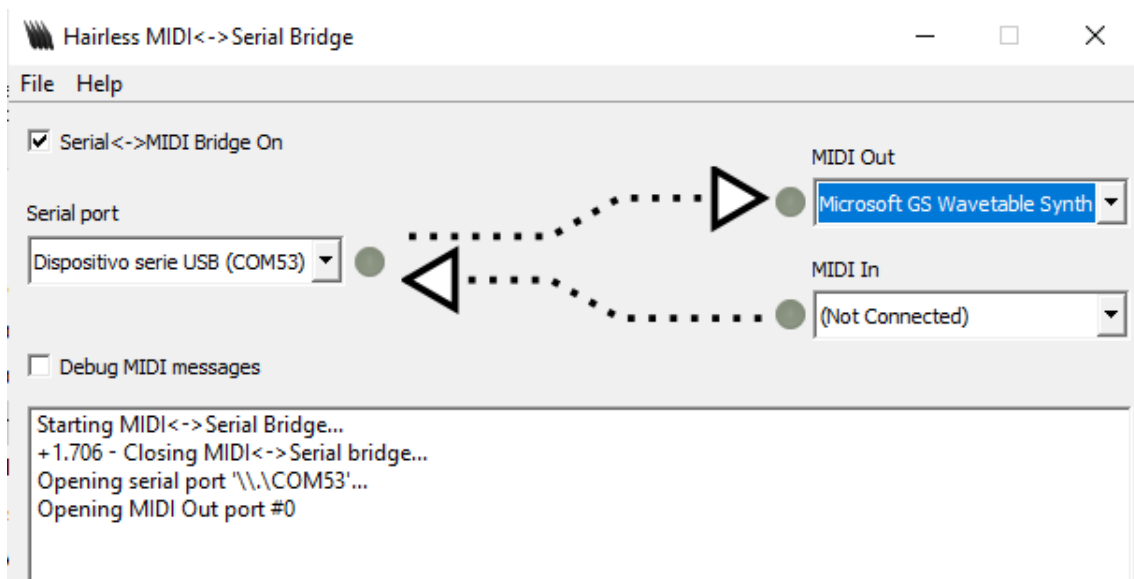 Hairless MIDI<->Serial Bridge
File Help
Serial<->MIDI Bridge On
MIDI Out
Microsoft GS Wavetable Synth
Serial port
Dispositivo serie USB (COM53)
MIDI In
(Not Connected)
Debug MIDI messages
Starting MIDI<->Serial Bridge...
+1.706 - Closing MIDI<->Serial bridge...
Opening serial port '\\.\COM53'...
Opening MIDI Out port #0